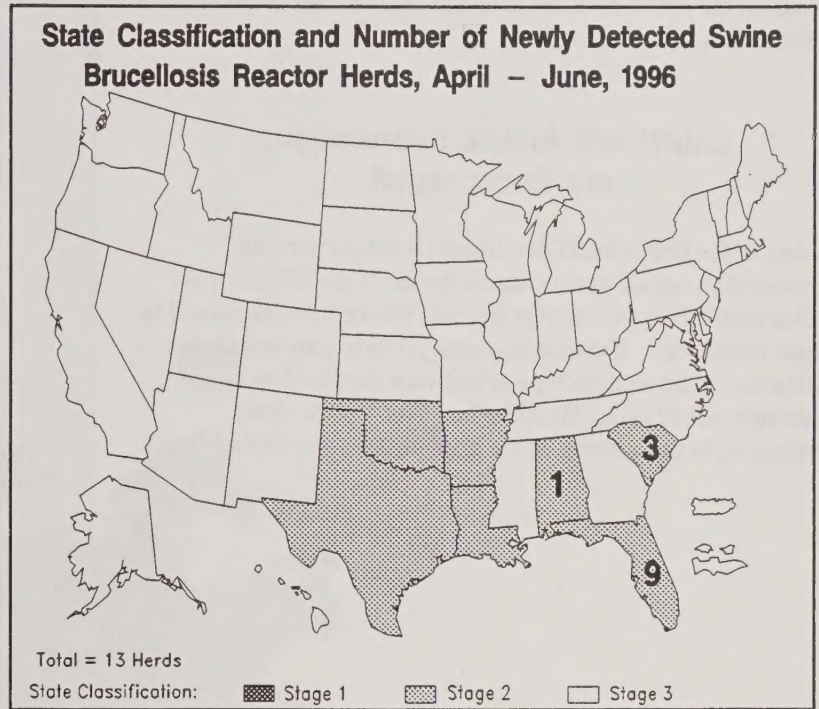 State Classification and Number of Newly Detected Swine
Brucellosis Reactor Herds, April – June, 1996
3
1
9
Total = 13 Herds
State Classification: Stage 1 Stage 2 Stage 3